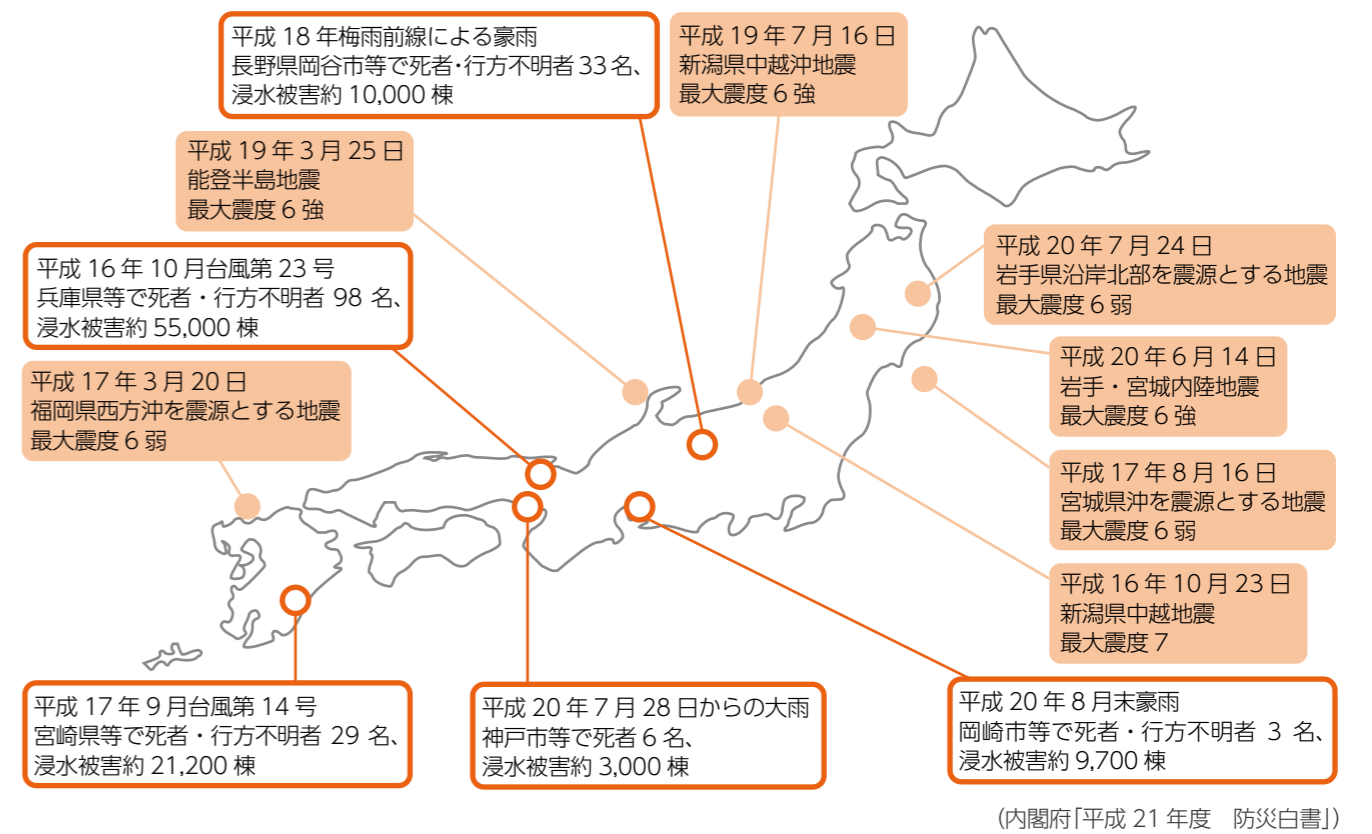 平成 18 年梅雨前線による豪雨
長野県岡谷市等で死者・行方不明者 33 名、
浸水被害約 10,000 棟
平成 19 年 7 月 16 日
新潟県中越沖地震
最大震度 6 強
平成 19 年 3 月 25 日
能登半島地震
最大震度 6 強
平成 16 年 10 月台風第 23 号
兵庫県等で死者・行方不明者 98 名、
浸水被害約 55,000 棟
平成 17 年 3 月 20 日
福岡県西方沖を震源とする地震
最大震度 6 弱
平成 20 年 7 月 24 日
岩手県沿岸北部を震源とする地震
最大震度 6 弱
平成 20 年 6 月 14 日
岩手・宮城内陸地震
最大震度 6 強
平成 17 年 8 月 16 日
宮城県沖を震源とする地震
最大震度 6 弱
平成 16 年 10 月 23 日
新潟県中越地震
最大震度 7
平成 17 年 9 月台風第 14 号
宮崎県等で死者・行方不明者 29 名、
浸水被害約 21,200 棟
平成 20 年 7 月 28 日からの大雨
神戸市等で死者 6 名、
浸水被害約 3,000 棟
平成 20 年 8 月末豪雨
岡崎市等で死者・行方不明者 3 名、
浸水被害約 9,700 棟
(内閣府「平成 21 年度　防災白書」)